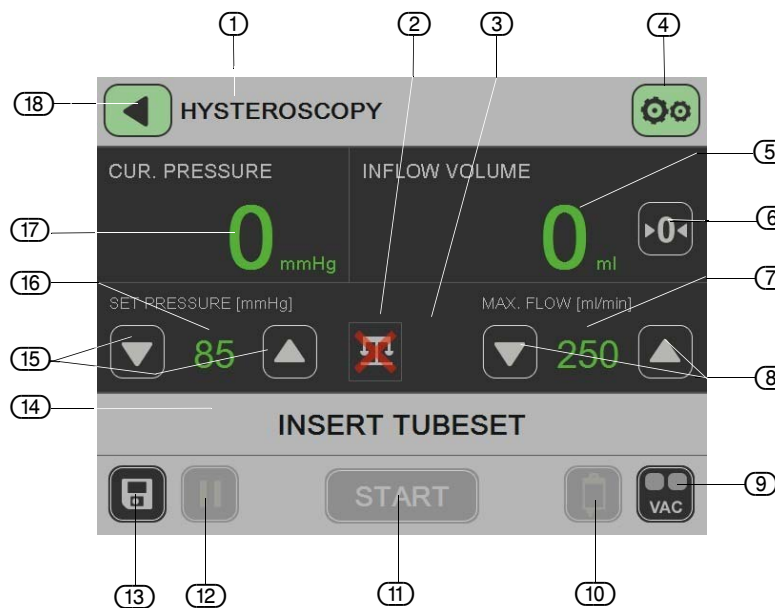 1 2 3 4
18 HYSTEROSCOPY
CUR. PRESSURE INFLOW VOLUME 5
17 0 mmHg 0 ml 0 6
16 SET PRESSURE [mmHg] MAX. FLOW [ml/min] 7
15 85 250 8
14 INSERT TUBESET
START VAC 9
13 12 11 10